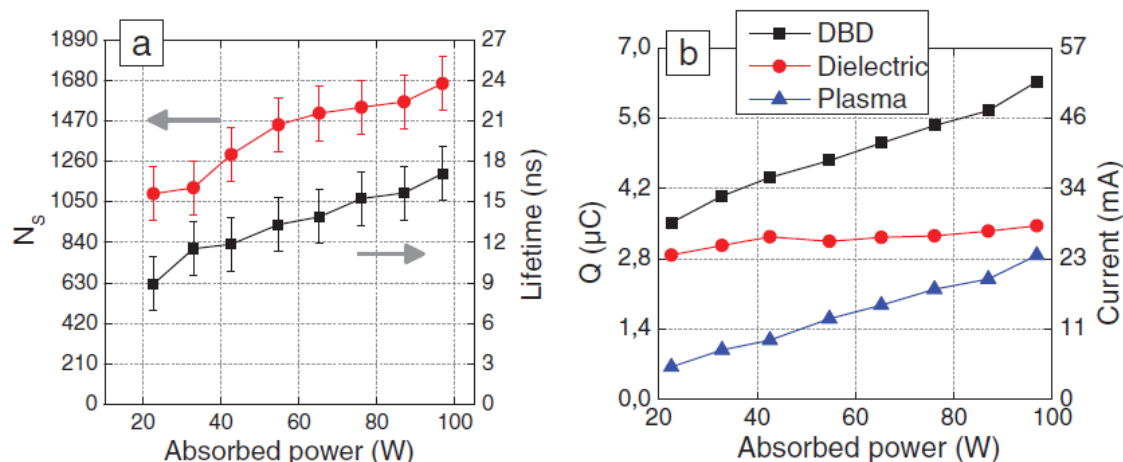 a
1890
1680
1470
1260
1050
840
630
420
210
0
N_s
27
24
21
18
15
12
9
6
3
0
Lifetime (ns)
20 40 60 80 100
Absorbed power (W)
b
DBD
Dielectric
Plasma
7,0
5,6
4,2
2,8
1,4
0,0
Q (µC)
57
46
34
23
11
0
Current (mA)
20 40 60 80 100
Absorbed power (W)